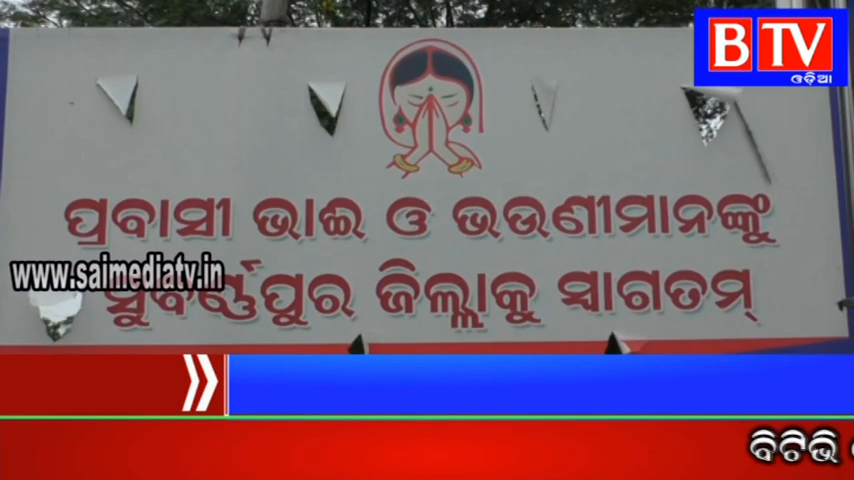 BTV
ଓଡ଼ିଆ
ପ୍ରବାସୀ ଭାଈ ଓ ଭଉଣୀମାନଙ୍କୁ
www.saimediatv.in
ସୁବର୍ଣ୍ଣପୁର ଜିଲ୍ଲାକୁ ସ୍ୱାଗତମ୍
ବିଟିଭି